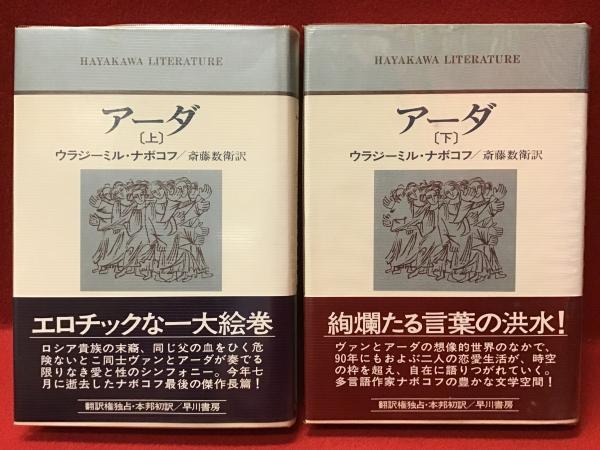 HAYAKAWA LITERATURE
アーダ
〔上〕
ウラジーミル・ナボコフ/斎藤数衛訳
エロチックな一大絵巻
ロシア貴族の末裔、同じ父の血をひく危
険ないとこ同士ヴァンとアーダが奏でる
限りなき愛と性のシンフォニー。今年七
月に逝去したナボコフ最後の傑作長篇!
翻訳権独占・本邦初訳/早川書房
HAYAKAWA LITERATURE
アーダ
〔下〕
ウラジーミル・ナボコフ/斎藤数衛訳
絢爛たる言葉の洪水!
ヴァンとアーダの想像的世界のなかで、
90年にもおよぶ二人の恋愛生活が、時空
の枠を超え、自在に語りつがれていく。
多言語作家ナボコフの豊かな文学空間!
翻訳権独占・本邦初訳/早川書房